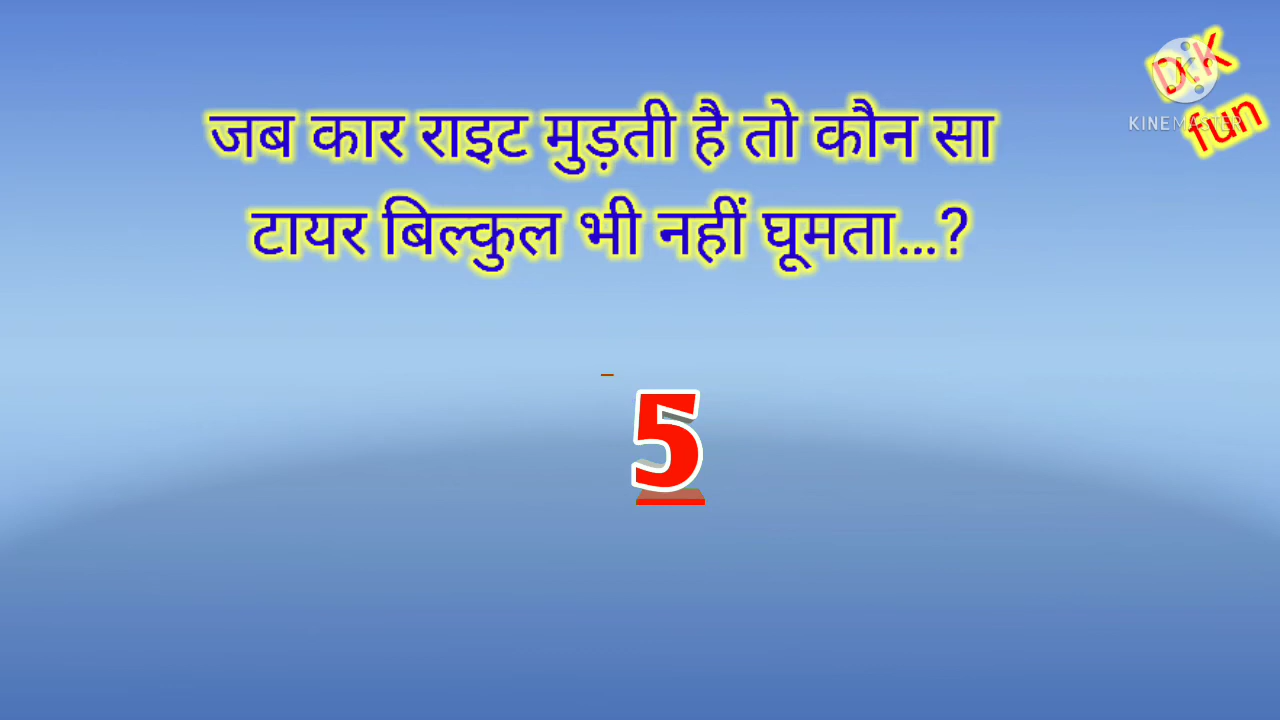 जब कार राइट मुड़ती है तो कौन सा
टायर बिल्कुल भी नहीं घूमता...?
D.K
fun
KINEMASTER
5